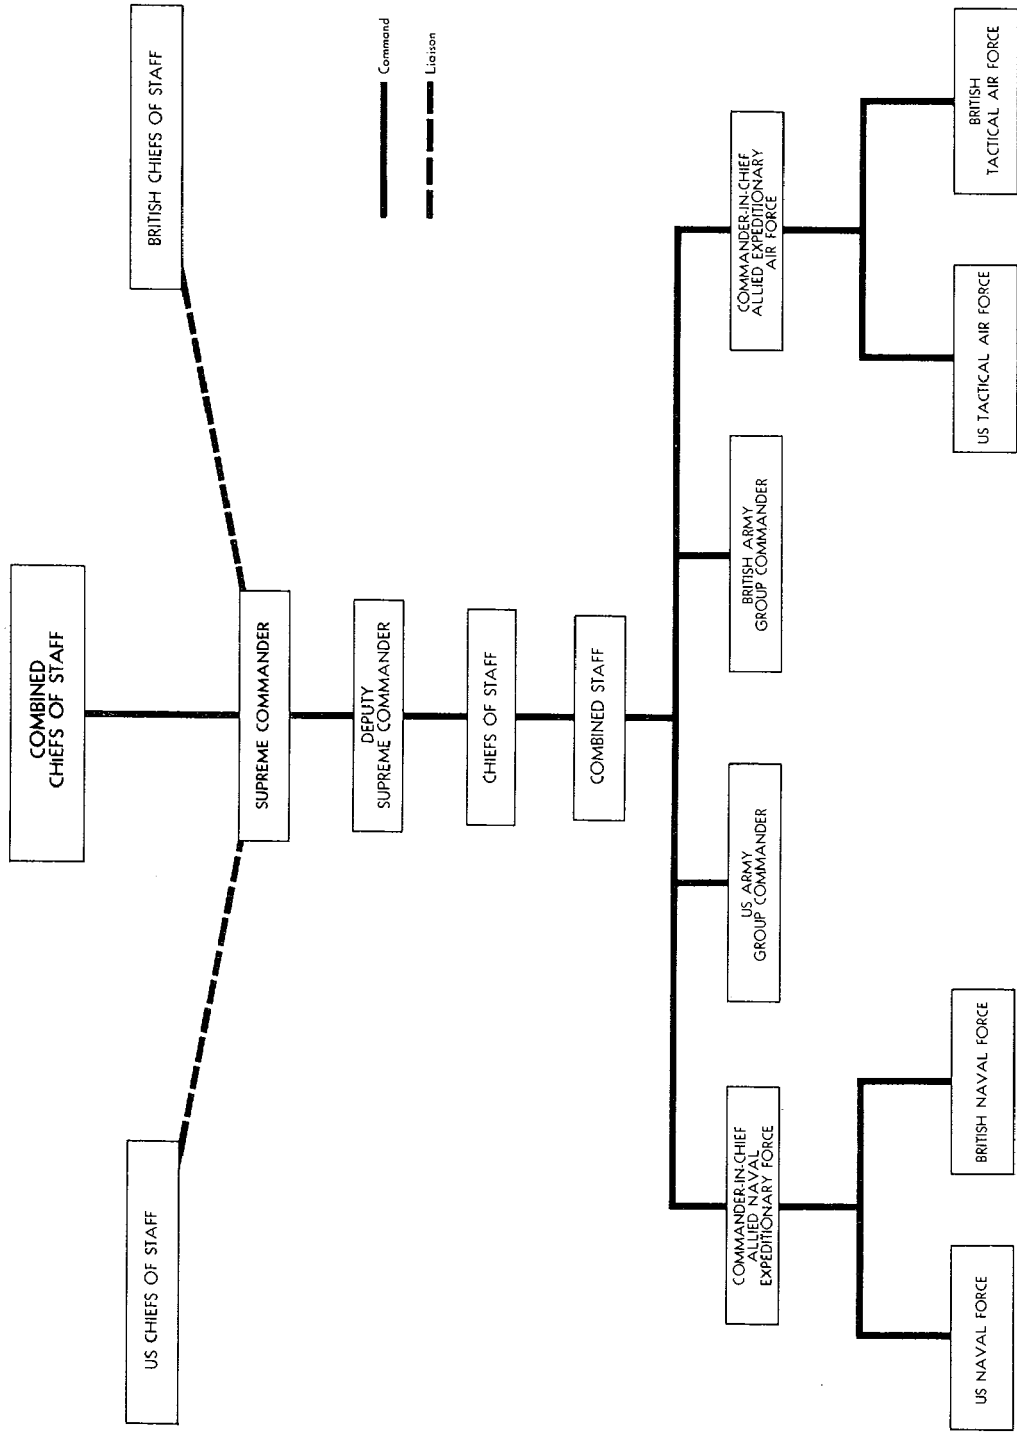 COMBINED
CHIEFS OF STAFF
US CHIEFS OF STAFF
BRITISH CHIEFS OF STAFF
SUPREME COMMANDER
Command
Liaison
DEPUTY
SUPREME COMMANDER
CHIEFS OF STAFF
COMBINED STAFF
COMMANDER-IN-CHIEF
ALLIED NAVAL
EXPEDITIONARY FORCE
US ARMY
GROUP COMMANDER
BRITISH ARMY
GROUP COMMANDER
COMMANDER-IN-CHIEF
ALLIED EXPEDITIONARY
AIR FORCE
US NAVAL FORCE
BRITISH NAVAL FORCE
US TACTICAL AIR FORCE
BRITISH
TACTICAL AIR FORCE